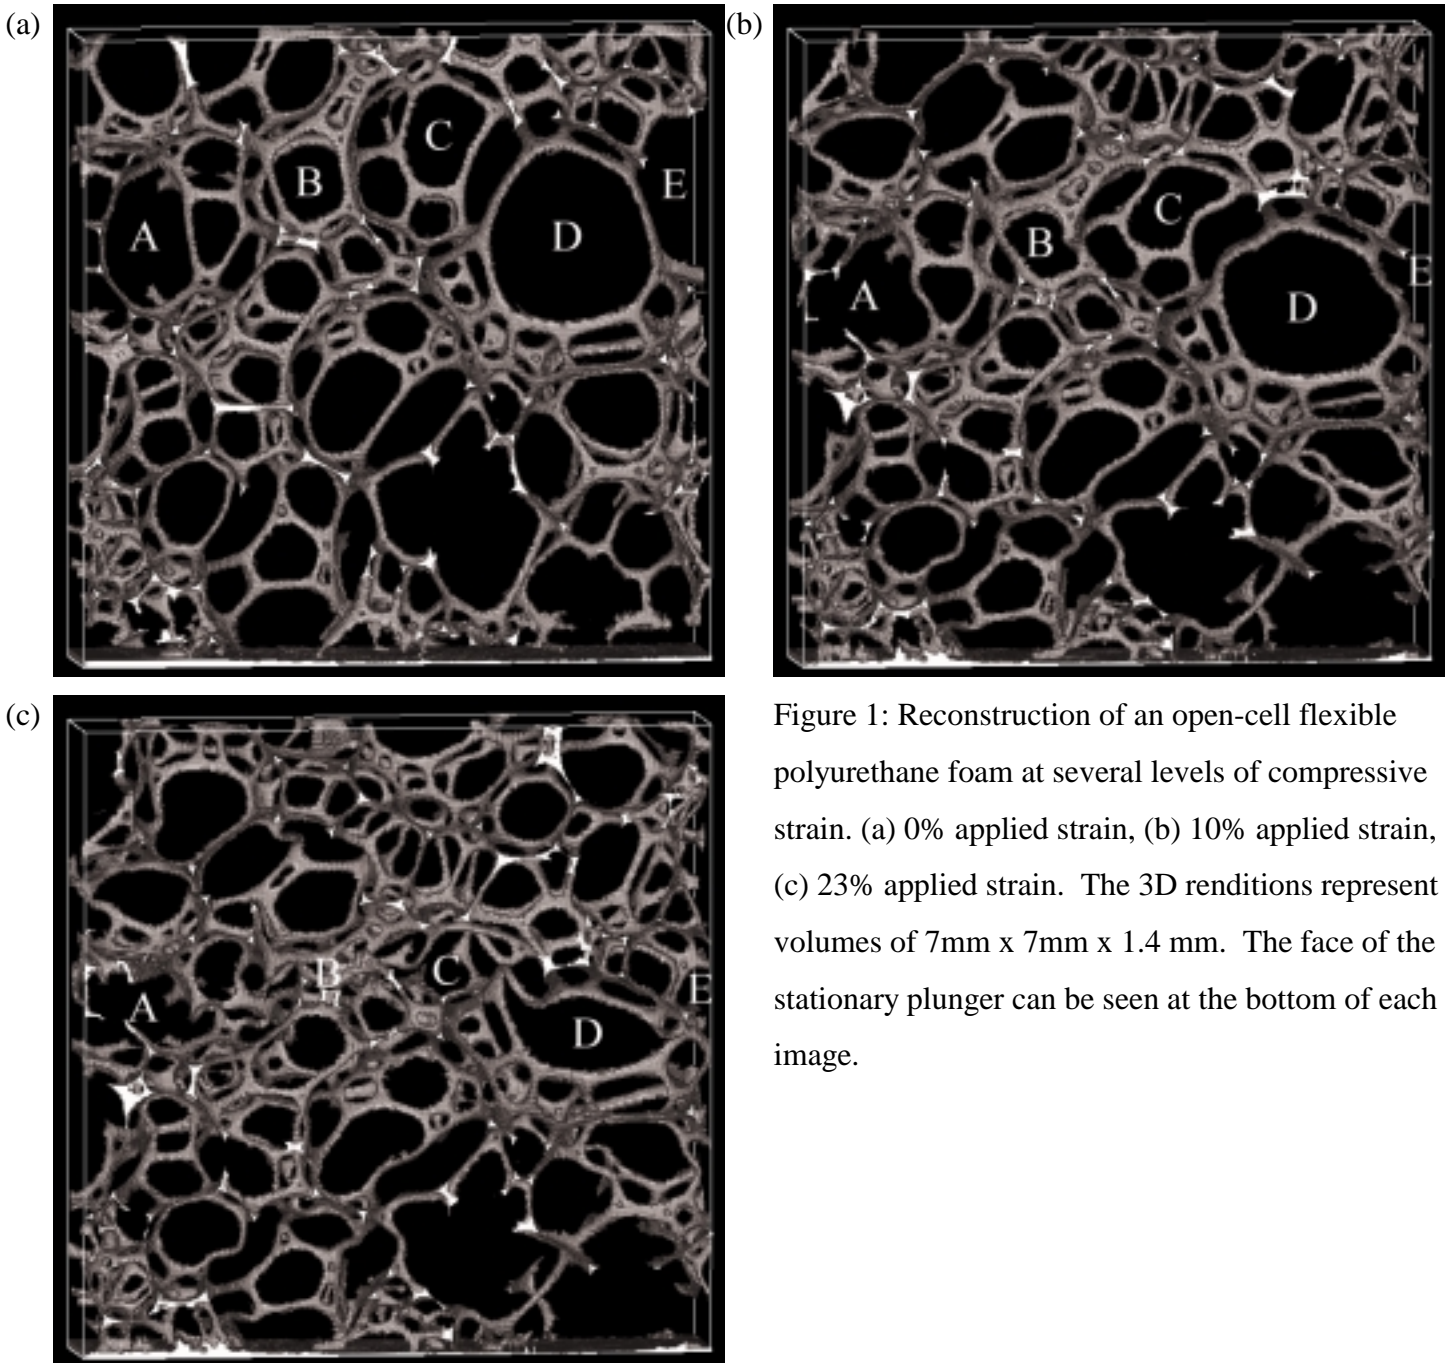 (a)
C
B
E
A
D
(b)
C
B
E
A
D
(c)
B
C
E
A
D
Figure 1: Reconstruction of an open-cell flexible
polyurethane foam at several levels of compressive
strain. (a) 0% applied strain, (b) 10% applied strain,
(c) 23% applied strain. The 3D renditions represent
volumes of 7mm x 7mm x 1.4 mm. The face of the
stationary plunger can be seen at the bottom of each
image.